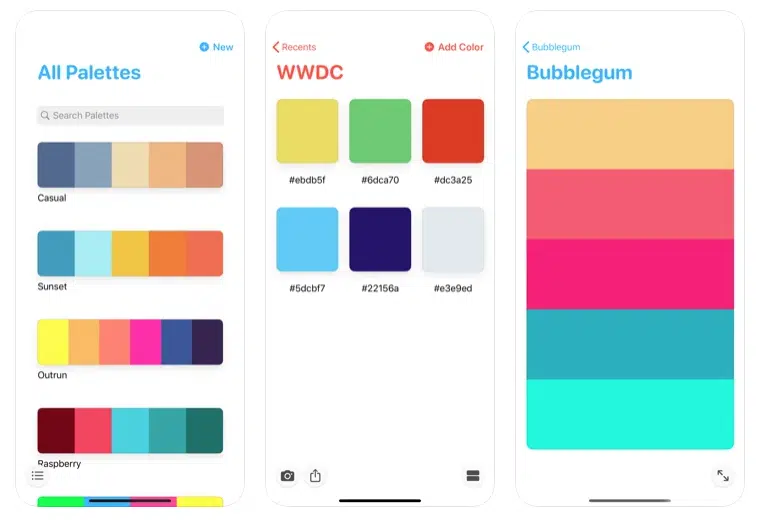 New
All Palettes
Search Palettes
Casual
Sunset
Outrun
Raspberry
Recents
Add Color
WWDC
#ebdb5f
#6dca70
#dc3a25
#5dcbf7
#22156a
#e3e9ed
Bubblegum
Bubblegum